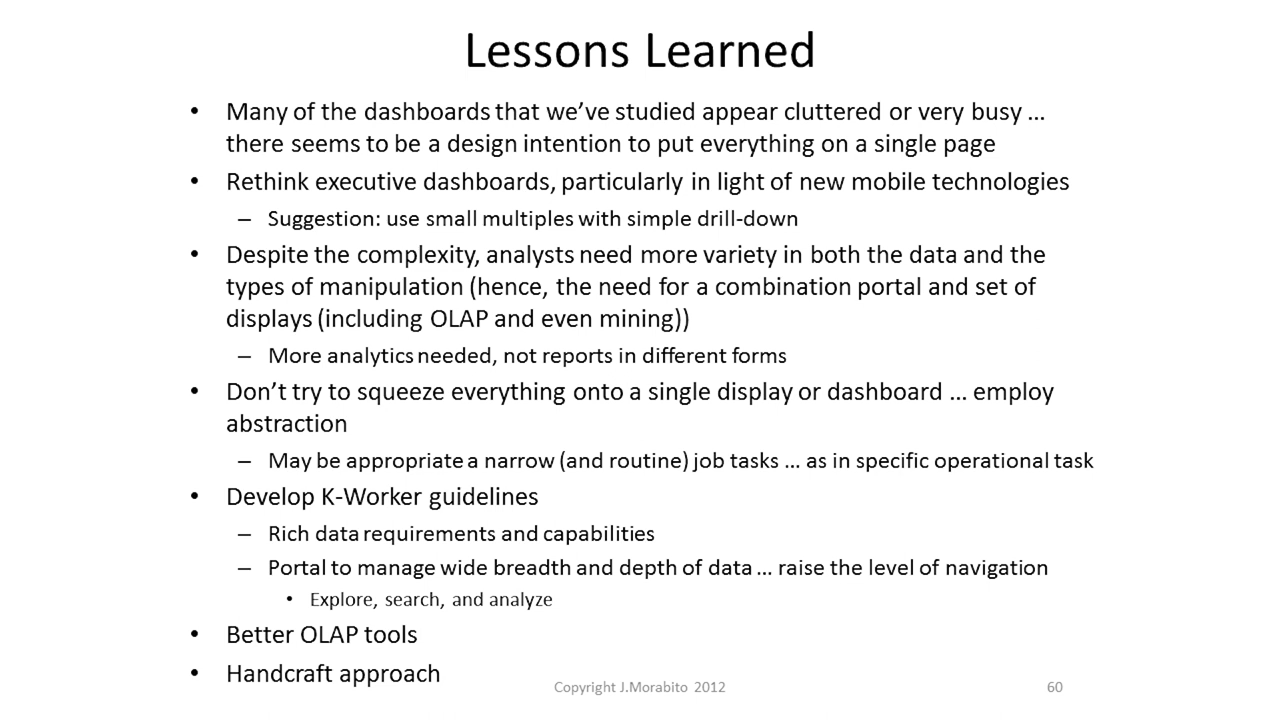 Lessons Learned
• Many of the dashboards that we’ve studied appear cluttered or very busy …
there seems to be a design intention to put everything on a single page
• Rethink executive dashboards, particularly in light of new mobile technologies
– Suggestion: use small multiples with simple drill-down
• Despite the complexity, analysts need more variety in both the data and the
types of manipulation (hence, the need for a combination portal and set of
displays (including OLAP and even mining))
– More analytics needed, not reports in different forms
• Don’t try to squeeze everything onto a single display or dashboard … employ
abstraction
– May be appropriate a narrow (and routine) job tasks … as in specific operational task
• Develop K-Worker guidelines
– Rich data requirements and capabilities
– Portal to manage wide breadth and depth of data … raise the level of navigation
• Explore, search, and analyze
• Better OLAP tools
• Handcraft approach
Copyright J.Morabito 2012
60